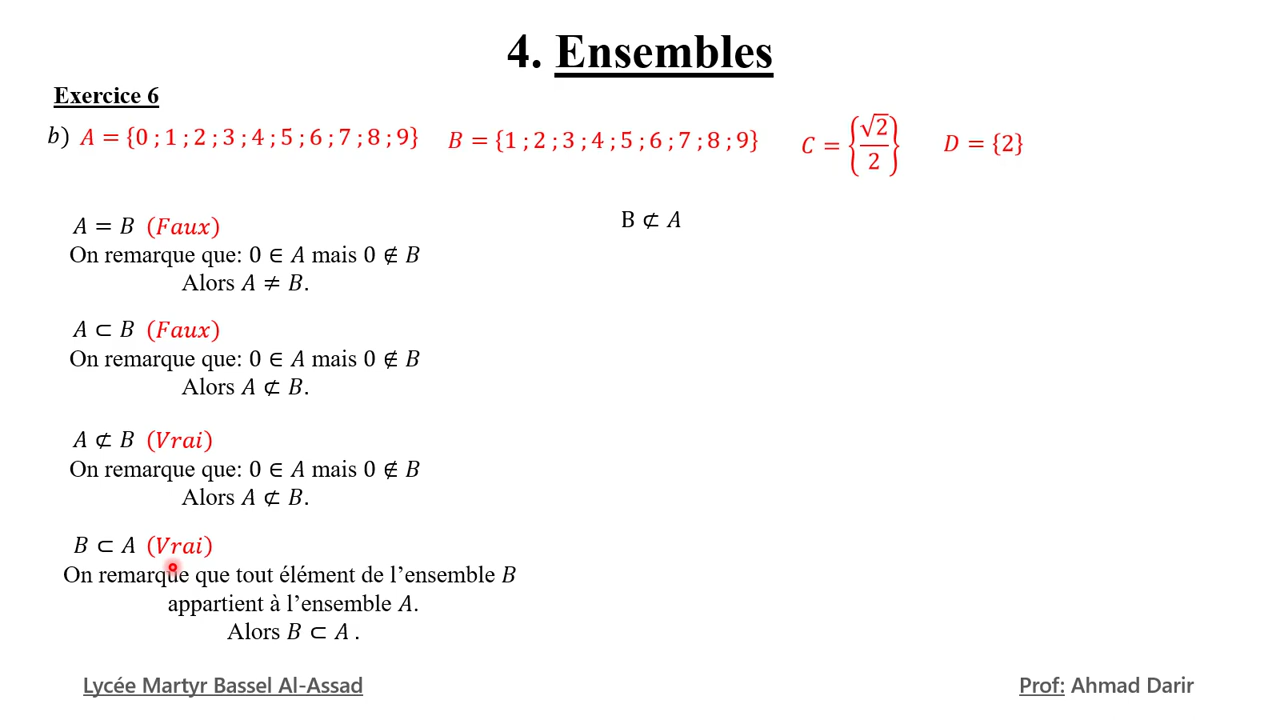 4. Ensembles
Exercice 6
b) A = {0 ; 1 ; 2 ; 3 ; 4 ; 5 ; 6 ; 7 ; 8 ; 9} B = {1 ; 2 ; 3 ; 4 ; 5 ; 6 ; 7 ; 8 ; 9} C = {√2/2} D = {2}
A = B (Faux)
On remarque que: 0 ∈ A mais 0 ∉ B
Alors A ≠ B.
A ⊂ B (Faux)
On remarque que: 0 ∈ A mais 0 ∉ B
Alors A ⊄ B.
A ⊄ B (Vrai)
On remarque que: 0 ∈ A mais 0 ∉ B
Alors A ⊄ B.
B ⊂ A (Vrai)
On remarque que tout élément de l’ensemble B
appartient à l’ensemble A.
Alors B ⊂ A .
B ⊄ A
Lycée Martyr Bassel Al-Assad
Prof: Ahmad Darir